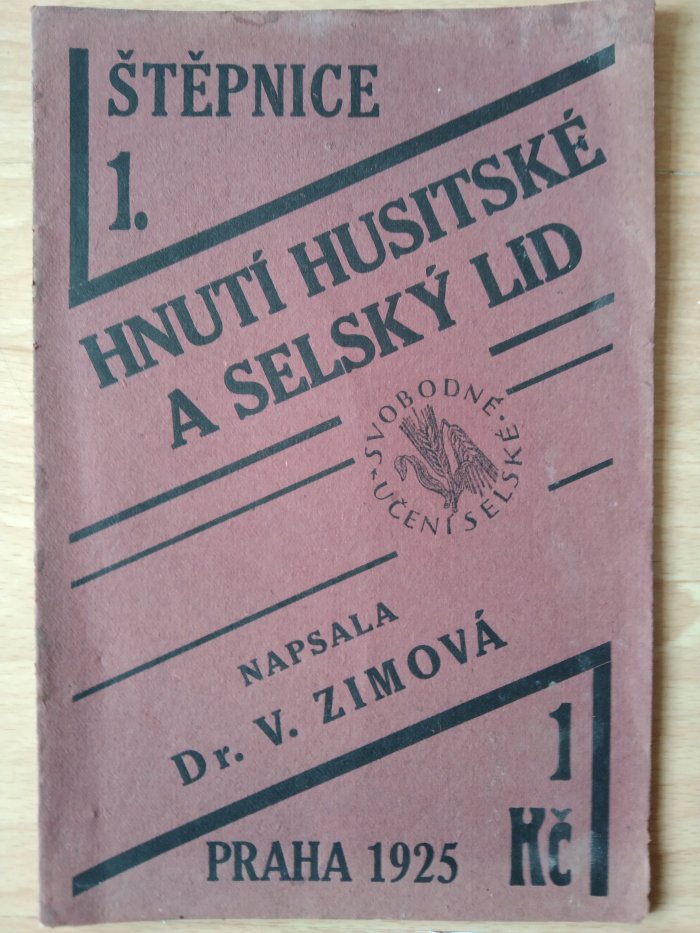 ŠTĚPNICE
1.
HNUTÍ HUSITSKÉ
A SELSKÝ LID
SVOBODNÉ
UČENÍ SELSKÉ
NAPSALA
Dr. V. ZIMOVÁ
1
Kč
PRAHA 1925